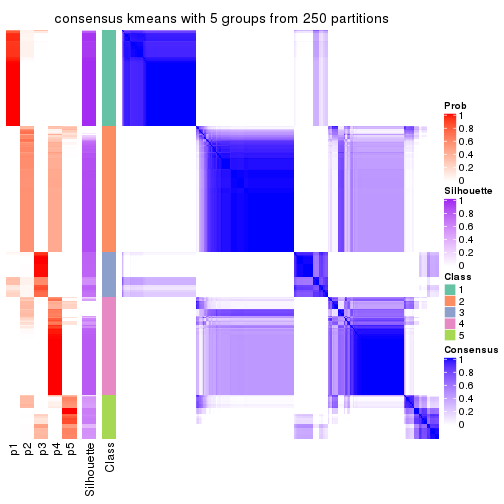 consensus kmeans with 5 groups from 250 partitions
Prob
1
0.8
0.6
0.4
0.2
0
Silhouette
1
0.8
0.6
0.4
0.2
0
Class
1
2
3
4
5
Consensus
1
0.8
0.6
0.4
0.2
0
p1
p2
p3
p4
p5
Silhouette
Class